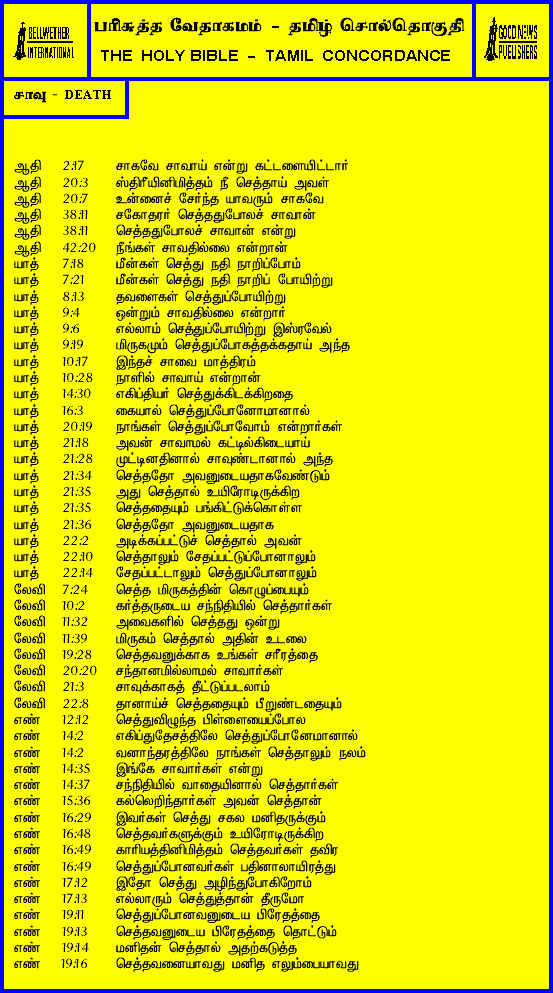 BELLWETHER
INTERNATIONAL
பரிசுத்த வேதாகமம் - தமிழ் சொல்தொகுதி
THE HOLY BIBLE - TAMIL CONCORDANCE
GOOD NEWS
PUBLISHERS
சாவு - DEATH
ஆதி 2:17 சாகவே சாவாய் என்று கட்டளையிட்டார்
ஆதி 20:3 ஸ்திரீயினிமித்தம் நீ செத்தாய் அவள்
ஆதி 20:7 உன்னைச் சேர்ந்த யாவரும் சாகவே
ஆதி 38:11 சகோதரர் செத்ததுபோலச் சாவான்
ஆதி 38:11 செத்ததுபோலச் சாவான் என்று
ஆதி 42:20 நீங்கள் சாவதில்லை என்றான்
யாத் 7:18 மீன்கள் செத்து நதி நாறிப்போம்
யாத் 7:21 மீன்கள் செத்து நதி நாறிப் போயிற்று
யாத் 8:13 தவளைகள் செத்துப்போயிற்று
யாத் 9:4 ஒன்றும் சாவதில்லை என்றார்
யாத் 9:6 எல்லாம் செத்துப்போயிற்று இஸ்ரவேல்
யாத் 9:19 மிருகமும் செத்துப்போகத்தக்கதாய் அந்த
யாத் 10:17 இந்தச் சாவை மாத்திரம்
யாத் 10:28 நாளில் சாவாய் என்றான்
யாத் 14:30 எகிப்தியர் செத்துக்கிடக்கிறதை
யாத் 16:3 கையால் செத்துப்போனோமானால்
யாத் 20:19 நாங்கள் செத்துப்போவோம் என்றார்கள்
யாத் 21:18 அவன் சாவாமல் கட்டில்கிடையாய்
யாத் 21:28 முட்டினதினால் சாவுண்டானால் அந்த
யாத் 21:34 செத்ததோ அவனுடையதாகவேண்டும்
யாத் 21:35 அது செத்தால் உயிரோடிருக்கிற
யாத் 21:35 செத்ததையும் பங்கிட்டுக்கொள்ள
யாத் 21:36 செத்ததோ அவனுடையதாக
யாத் 22:2 அடிக்கப்பட்டுச் செத்தால் அவன்
யாத் 22:10 செத்தாலும் சேதப்பட்டுப்போனாலும்
யாத் 22:14 சேதப்பட்டாலும் செத்துப்போனாலும்
லேவி 7:24 செத்த மிருகத்தின் கொழுப்பையும்
லேவி 10:2 கர்த்தருடைய சந்நிதியில் செத்தார்கள்
லேவி 11:32 அவைகளில் செத்தது ஒன்று
லேவி 11:39 மிருகம் செத்தால் அதின் உடலை
லேவி 19:28 செத்தவனுக்காக உங்கள் சரீரத்தை
லேவி 20:20 சந்தானமில்லாமல் சாவார்கள்
லேவி 21:3 சாவுக்காகத் தீட்டுப்படலாம்
லேவி 22:8 தானாய்ச் செத்ததையும் பீறுண்டதையும்
எண் 12:12 செத்துவிழுந்த பிள்ளையைப்போல
எண் 14:2 எகிப்துதேசத்திலே செத்துப்போனேமானால்
எண் 14:2 வனாந்தரத்திலே நாங்கள் செத்தாலும் நலம்
எண் 14:35 இங்கே சாவார்கள் என்று
எண் 14:37 சந்நிதியில் வாதையினால் செத்தார்கள்
எண் 15:36 கல்லெறிந்தார்கள் அவன் செத்தான்
எண் 16:29 இவர்கள் செத்து சகல மனிதருக்கும்
எண் 16:48 செத்தவர்களுக்கும் உயிரோடிருக்கிற
எண் 16:49 காரியத்தினிமித்தம் செத்தவர்கள் தவிர
எண் 16:49 செத்துப்போனவர்கள் பதினாலாயிரத்து
எண் 17:12 இதோ செத்து அழிந்துபோகிறோம்
எண் 17:13 எல்லாரும் செத்துத்தான் தீருமோ
எண் 19:11 செத்துப்போனவனுடைய பிரேதத்தை
எண் 19:13 செத்தவனுடைய பிரேதத்தை தொட்டும்
எண் 19:14 மனிதன் செத்தால் அதற்கடுத்த
எண் 19:16 செத்தவனையாவது மனித எலும்பையாவது